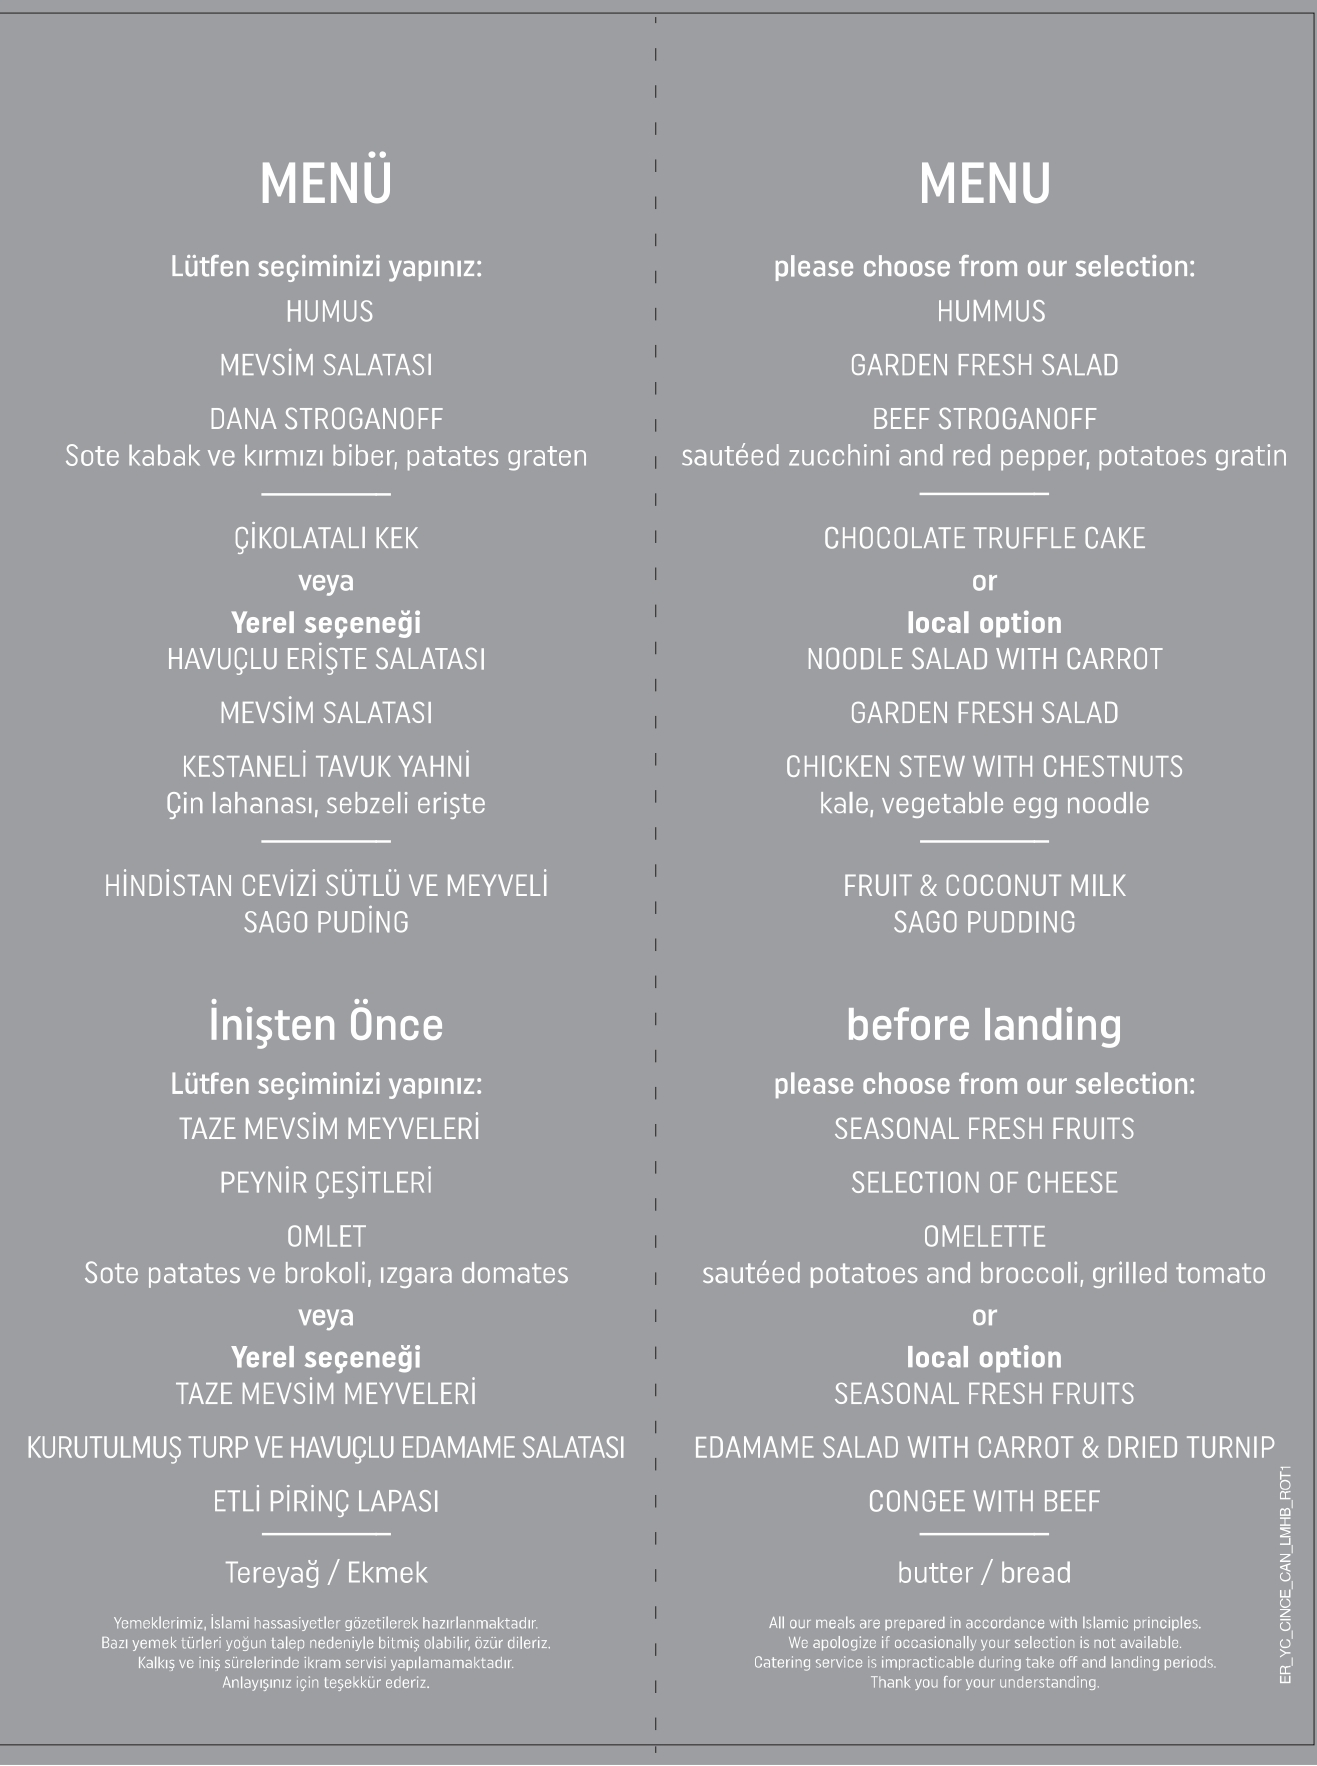 MENÜ
Lütfen seçiminizi yapınız:
HUMUS
MEVSİM SALATASI
DANA STROGANOFF
Sote kabak ve kırmızı biber, patates graten
ÇİKOLATALI KEK
veya
Yerel seçeneği
HAVUÇLU ERİŞTE SALATASI
MEVSİM SALATASI
KESTANELİ TAVUK YAHNİ
Çin lahanası, sebzeli erişte
HİNDİSTAN CEVİZİ SÜTLÜ VE MEYVELİ
SAGO PUDİNG
İnişten Önce
Lütfen seçiminizi yapınız:
TAZE MEVSİM MEYVELERİ
PEYNİR ÇEŞİTLERİ
OMLET
Sote patates ve brokoli, ızgara domates
veya
Yerel seçeneği
TAZE MEVSİM MEYVELERİ
KURUTULMUŞ TURP VE HAVUÇLU EDAMAME SALATASI
ETLİ PİRİNÇ LAPASI
Tereyağ / Ekmek
Yemeklerimiz, İslami hassasiyetler gözetilerek hazırlanmaktadır.
Bazı yemek türleri yoğun talep nedeniyle bitmiş olabilir, özür dileriz.
Kalkış ve iniş sürelerinde ikram servisi yapılamamaktadır.
Anlayışınız için teşekkür ederiz.
MENU
please choose from our selection:
HUMMUS
GARDEN FRESH SALAD
BEEF STROGANOFF
sautéed zucchini and red pepper, potatoes gratin
CHOCOLATE TRUFFLE CAKE
or
local option
NOODLE SALAD WITH CARROT
GARDEN FRESH SALAD
CHICKEN STEW WITH CHESTNUTS
kale, vegetable egg noodle
FRUIT & COCONUT MILK
SAGO PUDDING
before landing
please choose from our selection:
SEASONAL FRESH FRUITS
SELECTION OF CHEESE
OMELETTE
sautéed potatoes and broccoli, grilled tomato
or
local option
SEASONAL FRESH FRUITS
EDAMAME SALAD WITH CARROT & DRIED TURNIP
CONGEE WITH BEEF
butter / bread
All our meals are prepared in accordance with Islamic principles.
We apologize if occasionally your selection is not available.
Catering service is impracticable during take off and landing periods.
Thank you for your understanding.
ER_YC_CINCE_CAN_LMHB_ROT1